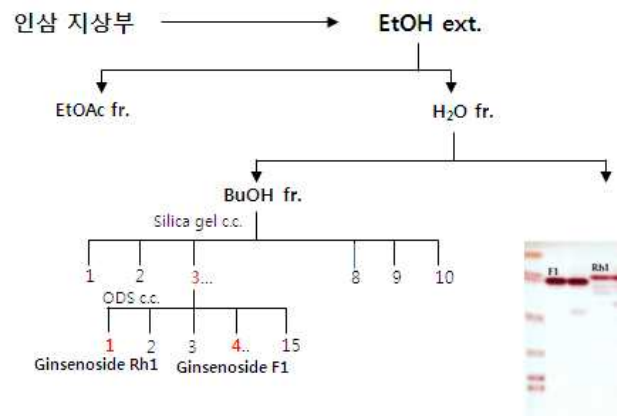 인삼 지상부 EtOH ext.
EtOAc fr. H₂O fr.
BuOH fr.
Silica gel c.c.
1 2 3... 8 9 10
ODS c.c.
1 2 3 4.. 15
Ginsenoside Rh1 Ginsenoside F1
F1 Rh1